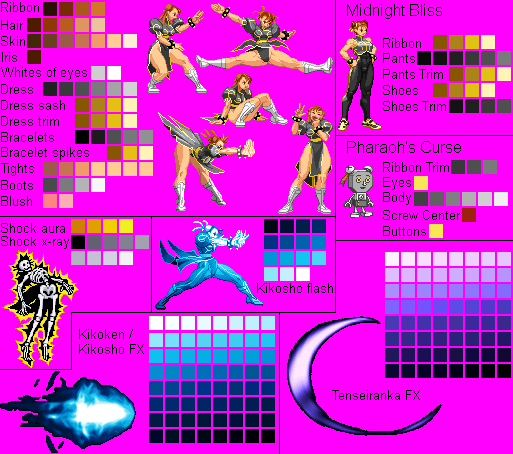 Ribbon
Hair
Skin
Iris
Whites of eyes
Dress
Dress sash
Dress trim
Bracelets
Bracelet spikes
Tights
Boots
Blush
Midnight Bliss
Ribbon
Pants
Pants Trim
Shoes
Shoes Trim
Pharaoh's Curse
Ribbon Trim
Eyes
Body
Screw Center
Buttons
Shock aura
Shock x-ray
Kikosho flash
Kikoken /
Kikosho FX
Tenseiranka FX